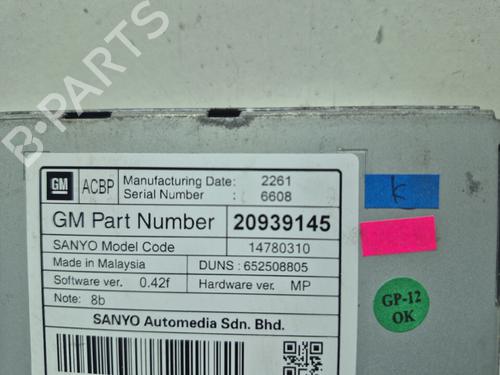 GM
ACBP
Manufacturing Date: 2261
Serial Number : 6608
GM Part Number 20939145
SANYO Model Code 14780310
Made in Malaysia DUNS : 652508805
Software ver. 0.42f Hardware ver. MP
Note: 8b
SANYO Automedia Sdn. Bhd.
K
GP-12
OK
B-PARTS